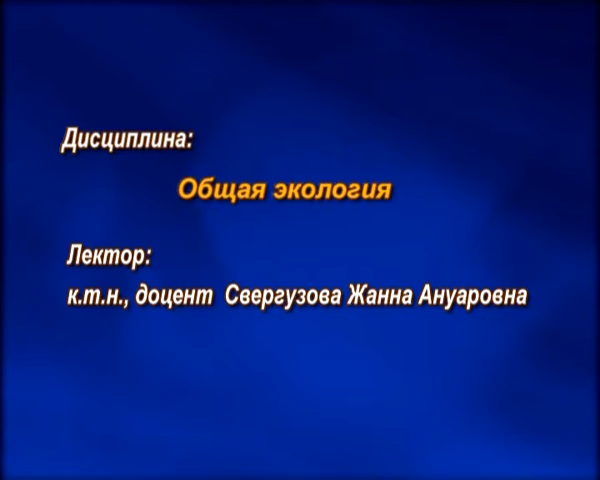 Дисциплина:
Общая экология
Лектор:
к.т.н., доцент Свергузова Жанна Ануаровна